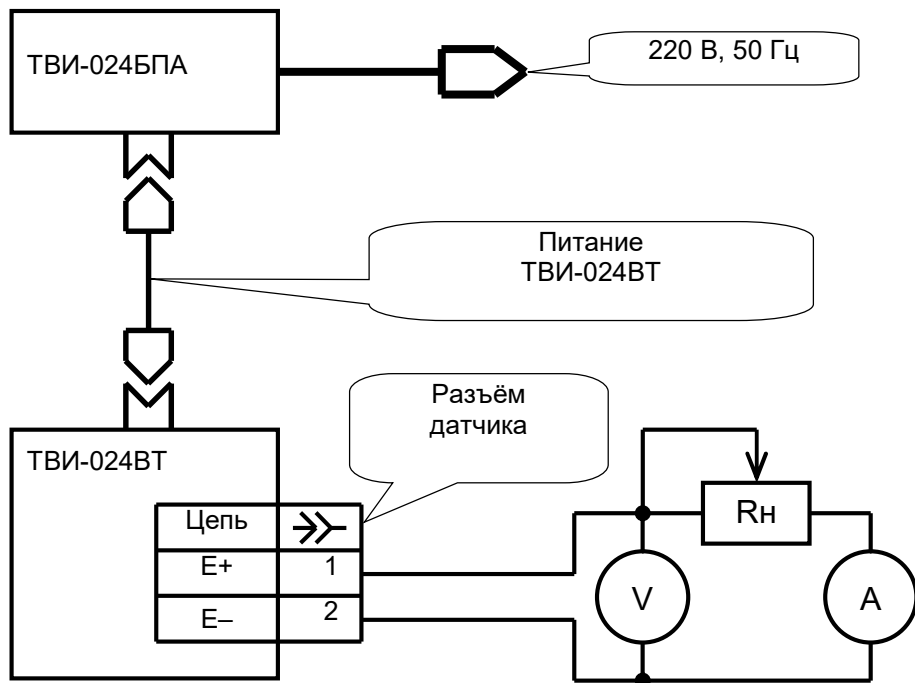 ТВИ-024БПА
220 В, 50 Гц
Питание
ТВИ-024ВТ
Разъём
датчика
ТВИ-024ВТ
Цепь
E+ 1
E– 2
Rн
V
A